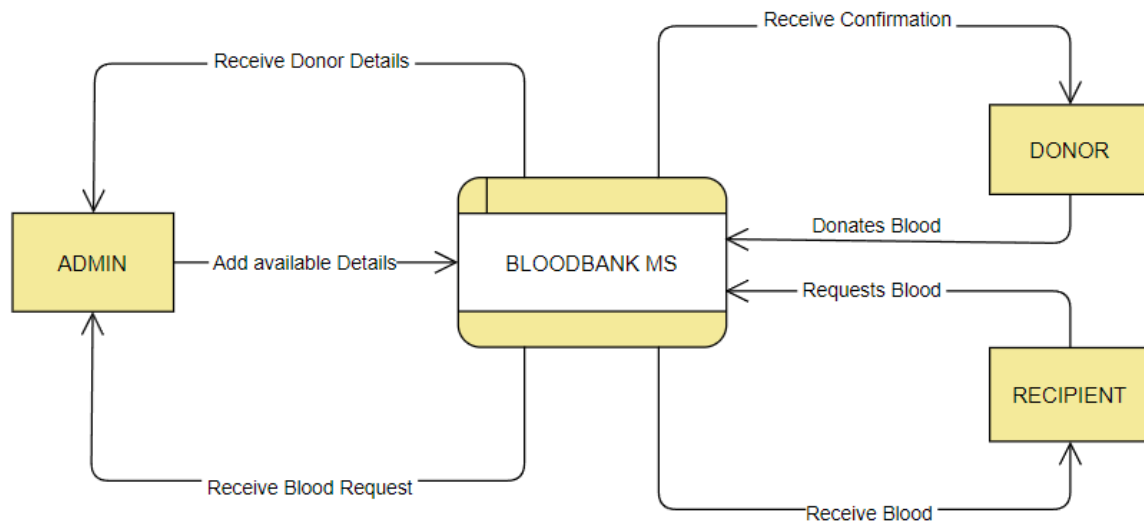 Receive Confirmation
Receive Donor Details
DONOR
Donates Blood
ADMIN
Add available Details
BLOODBANK MS
Requests Blood
RECIPIENT
Receive Blood Request
Receive Blood